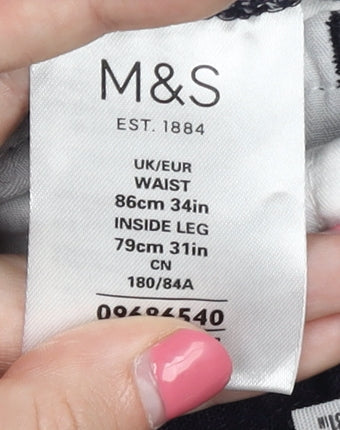 M&S
EST. 1884
UK/EUR
WAIST
86cm 34in
INSIDE LEG
79cm 31in
CN
180/84A
09686540